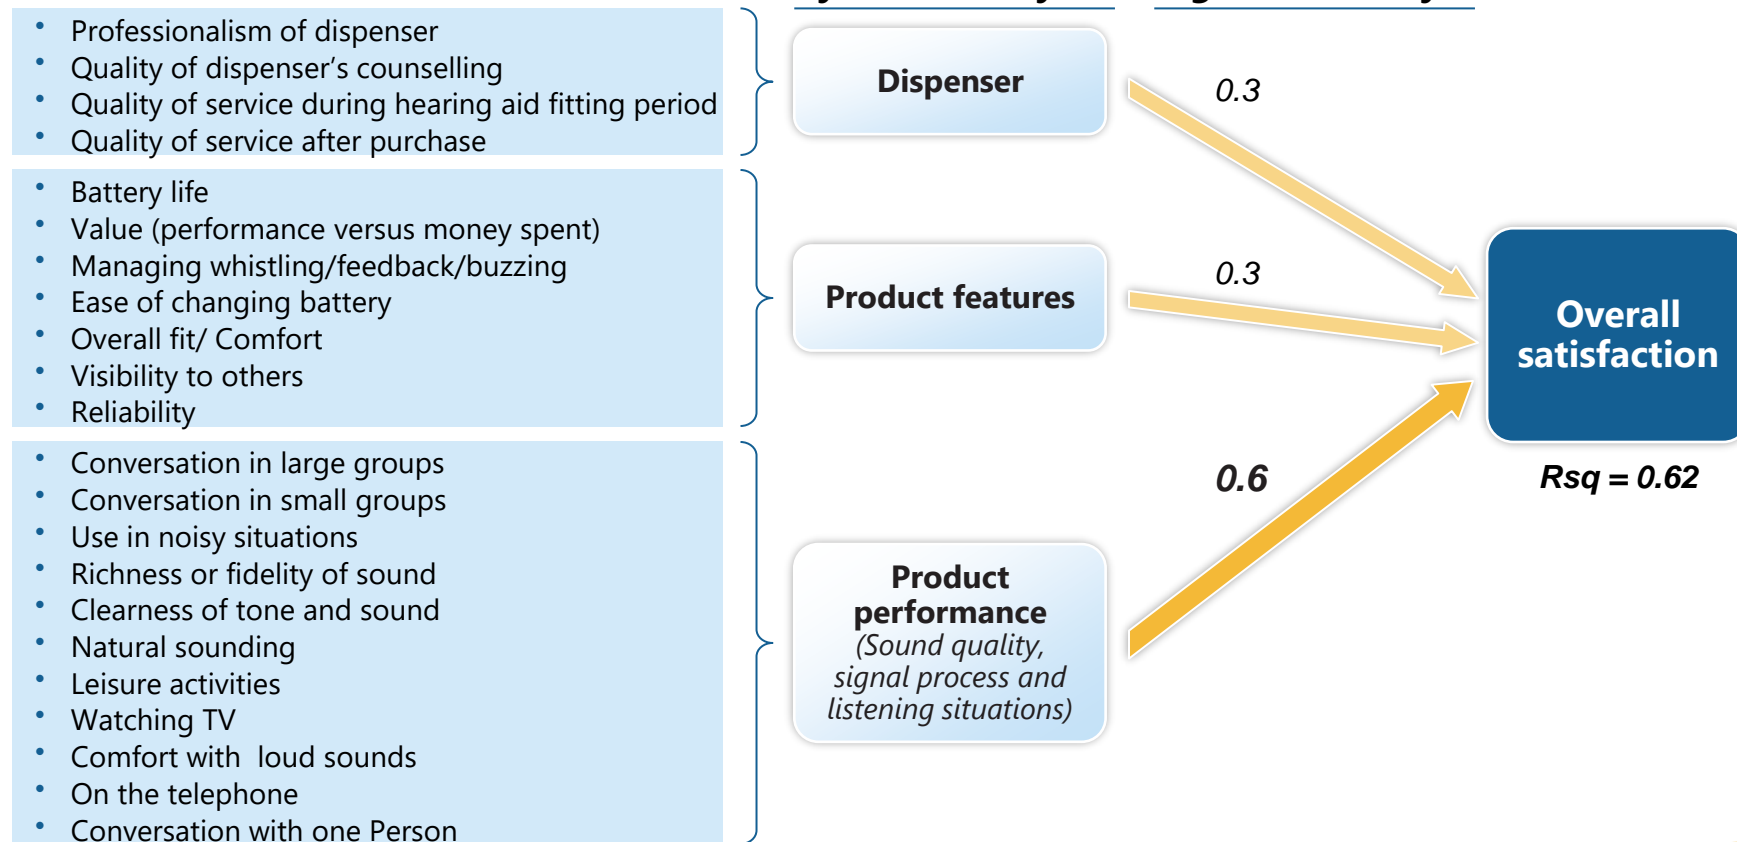 Professionalism of dispenser
Quality of dispenser’s counselling
Quality of service during hearing aid fitting period
Quality of service after purchase
Battery life
Value (performance versus money spent)
Managing whistling/feedback/buzzing
Ease of changing battery
Overall fit/ Comfort
Visibility to others
Reliability
Conversation in large groups
Conversation in small groups
Use in noisy situations
Richness or fidelity of sound
Clearness of tone and sound
Natural sounding
Leisure activities
Watching TV
Comfort with  loud sounds
On the telephone
Conversation with one Person
Dispenser
Product features
Product
performance
(Sound quality,
signal process and
listening situations)
0.3
0.3
0.6
Overall
satisfaction
Rsq = 0.62